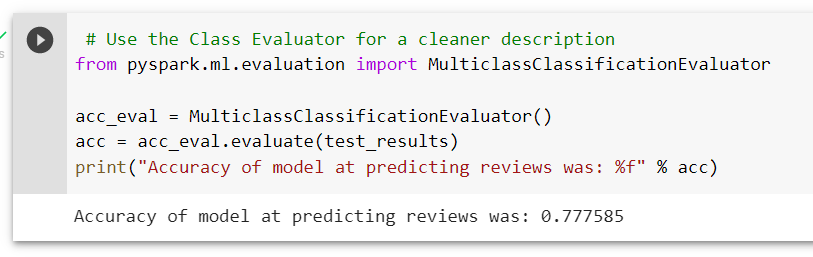 # Use the Class Evaluator for a cleaner description
from pyspark.ml.evaluation import MulticlassClassificationEvaluator
acc_eval = MulticlassClassificationEvaluator()
acc = acc_eval.evaluate(test_results)
print("Accuracy of model at predicting reviews was: %f" % acc)
Accuracy of model at predicting reviews was: 0.777585